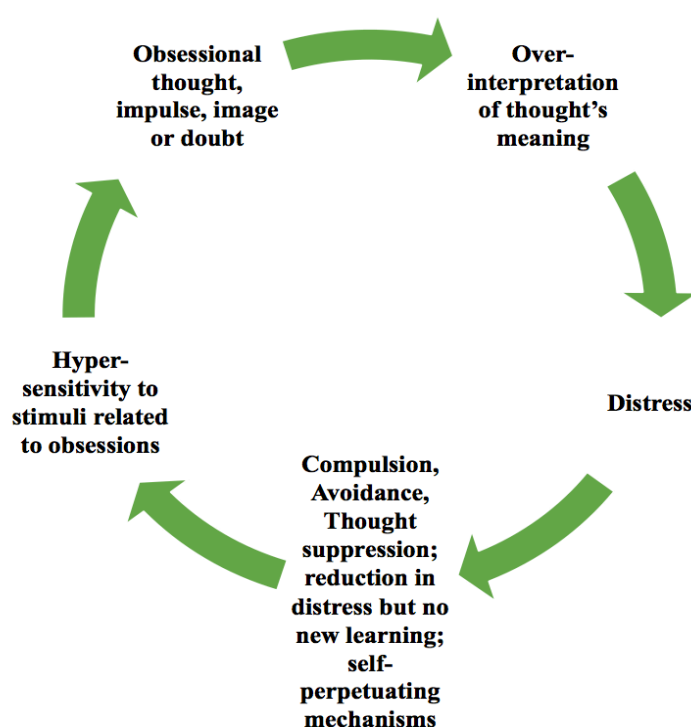 Obsessional
thought,
impulse, image
or doubt
Over-
interpretation
of thought’s
meaning
Distress
Compulsion,
Avoidance,
Thought
suppression;
reduction in
distress but no
new learning;
self-
perpetuating
mechanisms
Hyper-
sensitivity to
stimuli related
to obsessions